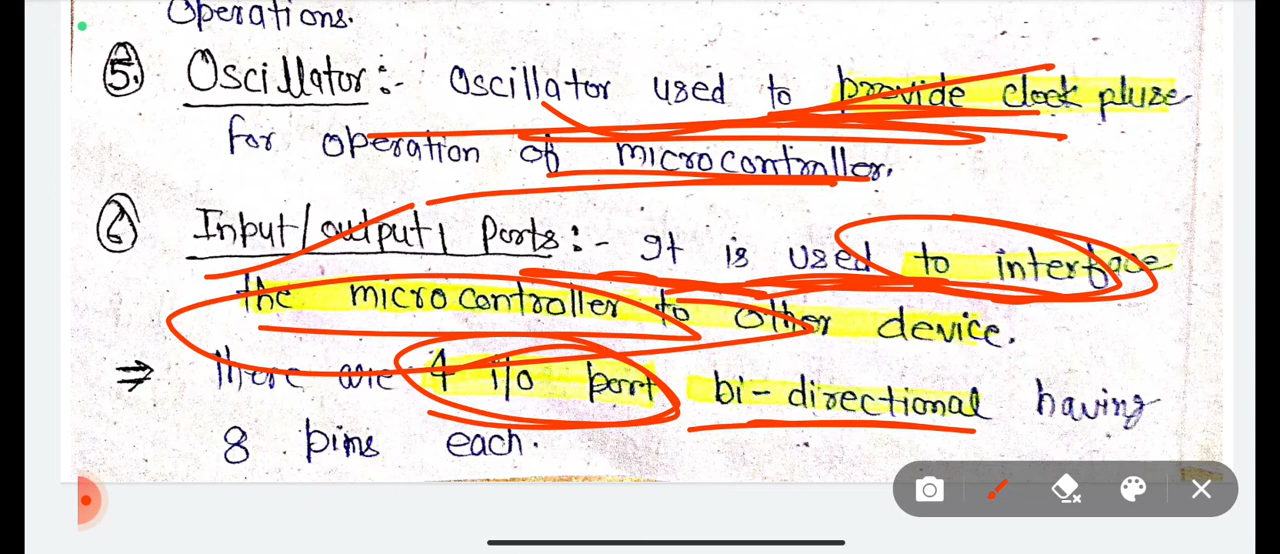 Operations.
5. Oscillator:- Oscillator used to provide clock pluse
for operation of microcontroller.
6 Input/output Ports:- It is used to interface
the microcontroller to other device.
⇒ There are 4 i/o port bi-directional having
8 pins each.